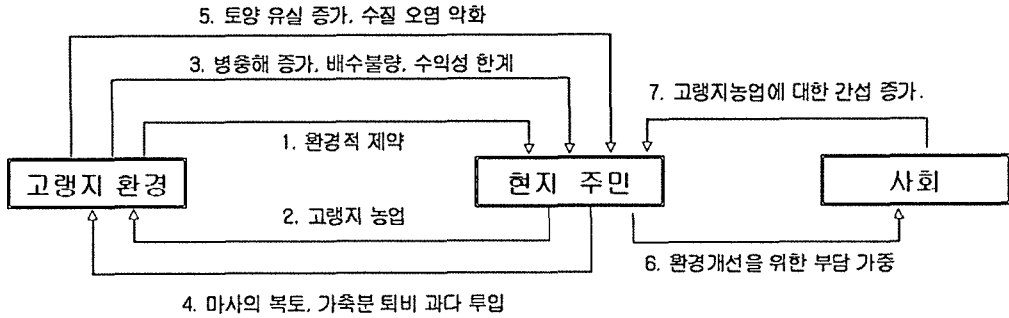 5. 토양 유실 증가, 수질 오염 악화
3. 병충해 증가, 배수불량, 수익성 한계
7. 고랭지농업에 대한 간섭 증가.
1. 환경적 제약
고랭지 환경
현지 주민
사회
2. 고랭지 농업
6. 환경개선을 위한 부담 가중
4. 마사의 복토, 가축분 퇴비 과다 투입